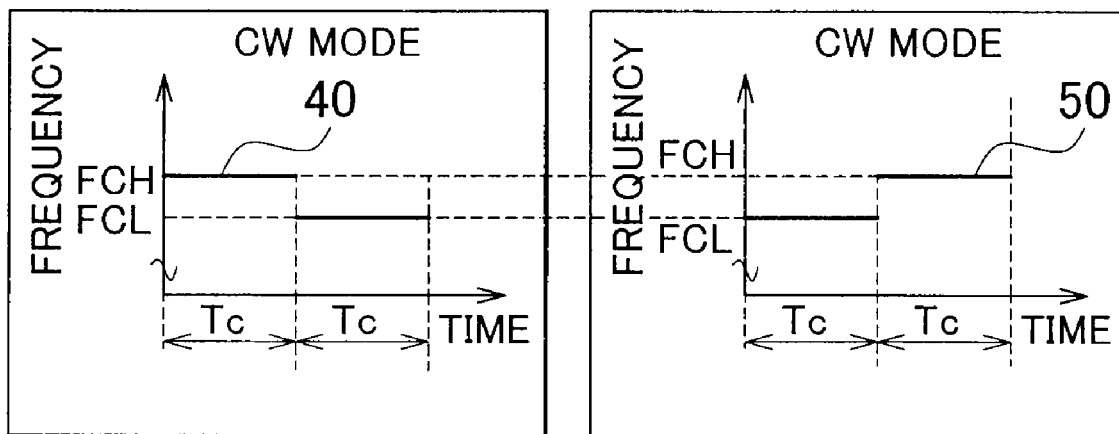 CW MODE
FREQUENCY
40
FCH
FCL
Tc
Tc
TIME
CW MODE
FREQUENCY
50
FCH
FCL
Tc
Tc
TIME